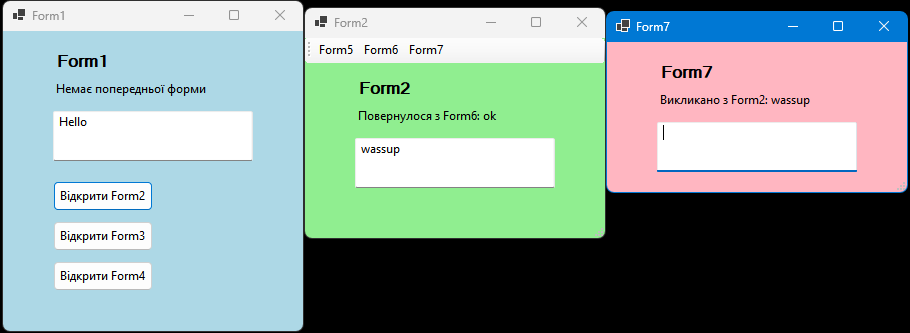 Form1
Form1
Немає попередньої форми
Hello
Відкрити Form2
Відкрити Form3
Відкрити Form4
Form2
Form5 Form6 Form7
Form2
Повернулося з Form6: ok
wassup
Form7
Form7
Викликано з Form2: wassup